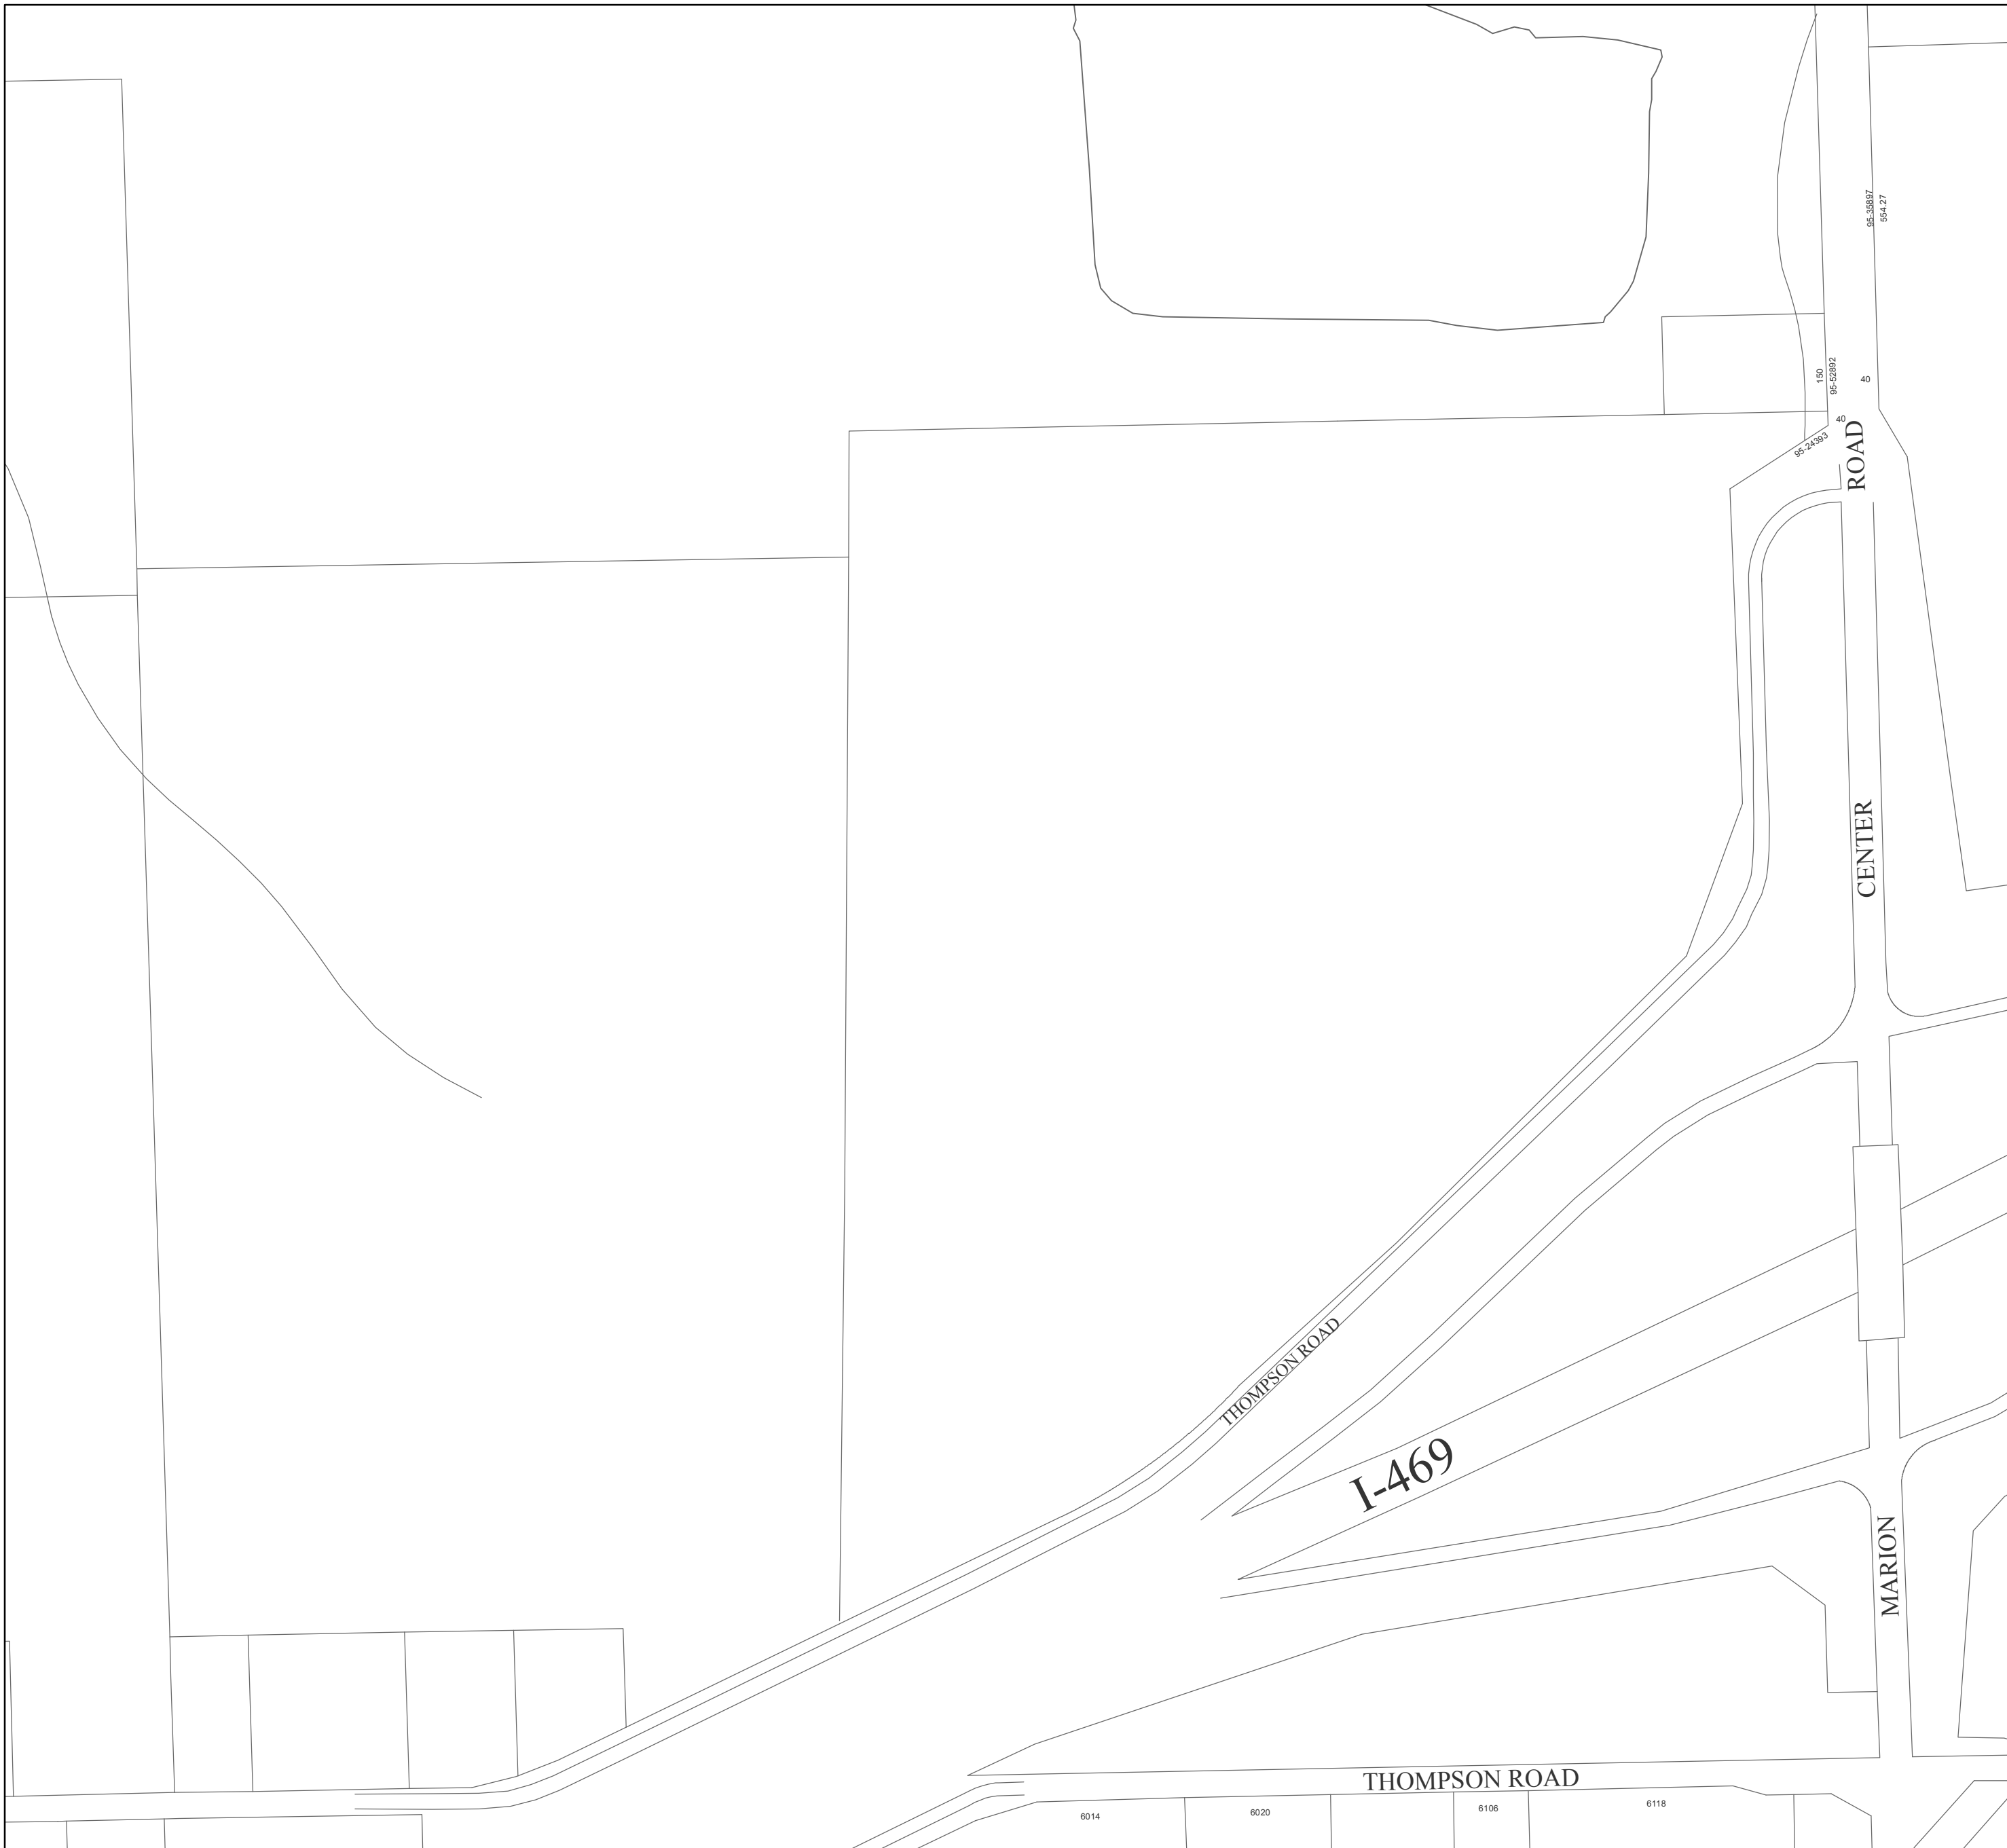 95-35897
554.27
150
95-52892
40
40
95-24393
ROAD
CENTER
THOMPSON ROAD
I-469
MARION
THOMPSON ROAD
6014
6020
6106
6118